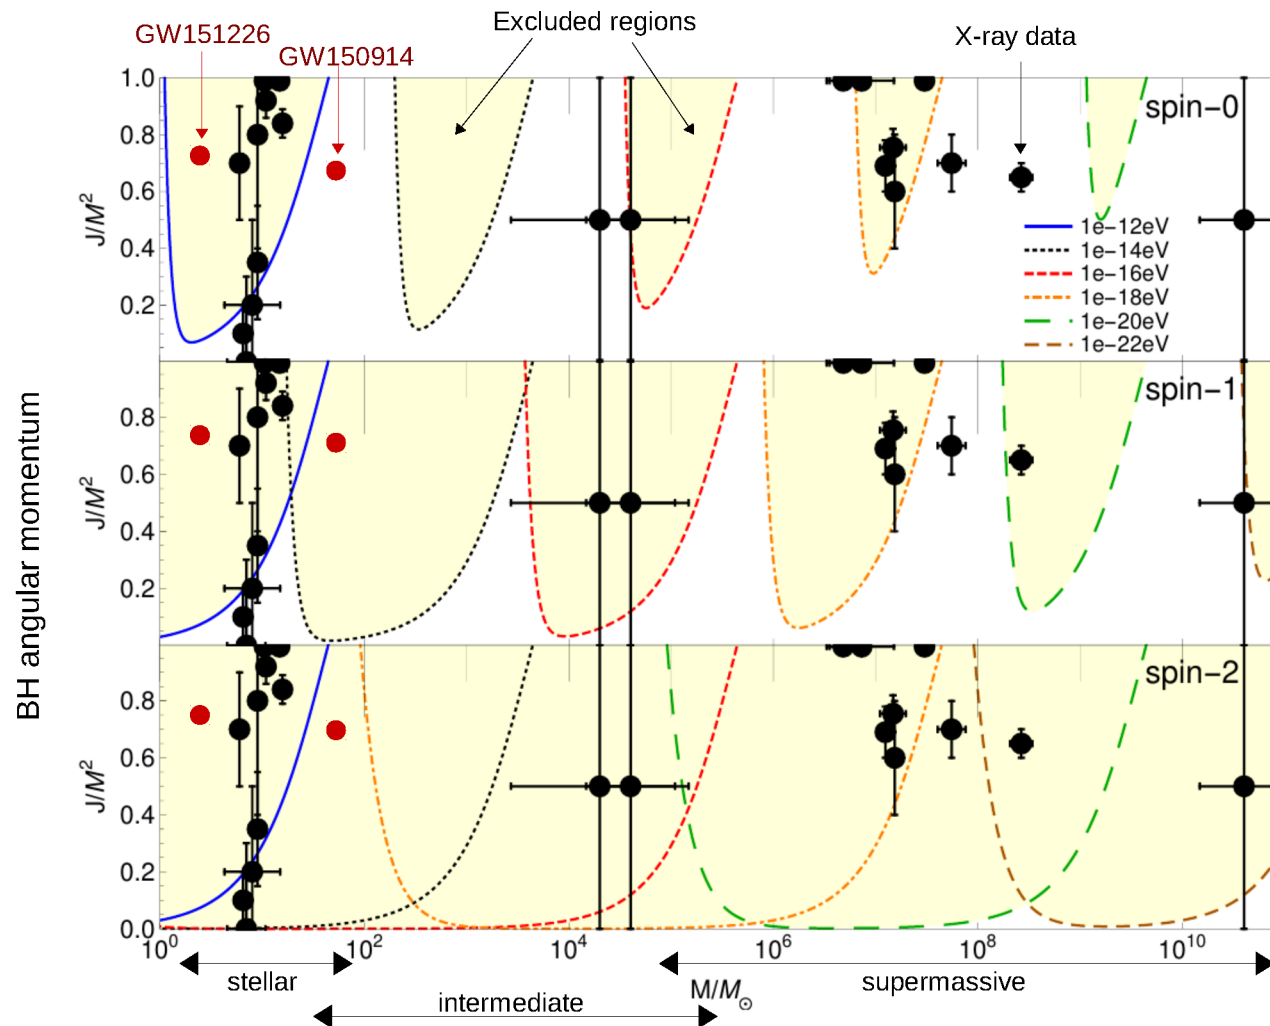 Excluded regions
GW151226
GW150914
X-ray data
1.0
0.8
0.6
0.4
0.2
J/M²
spin-0
1e-12eV
1e-14eV
1e-16eV
1e-18eV
1e-20eV
1e-22eV
0.8
0.6
0.4
0.2
J/M²
spin-1
BH angular momentum
0.8
0.6
0.4
0.2
0.0
J/M²
spin-2
10⁰ 10² 10⁴ 10⁶ 10⁸ 10¹⁰
stellar
intermediate
M/M☉
supermassive